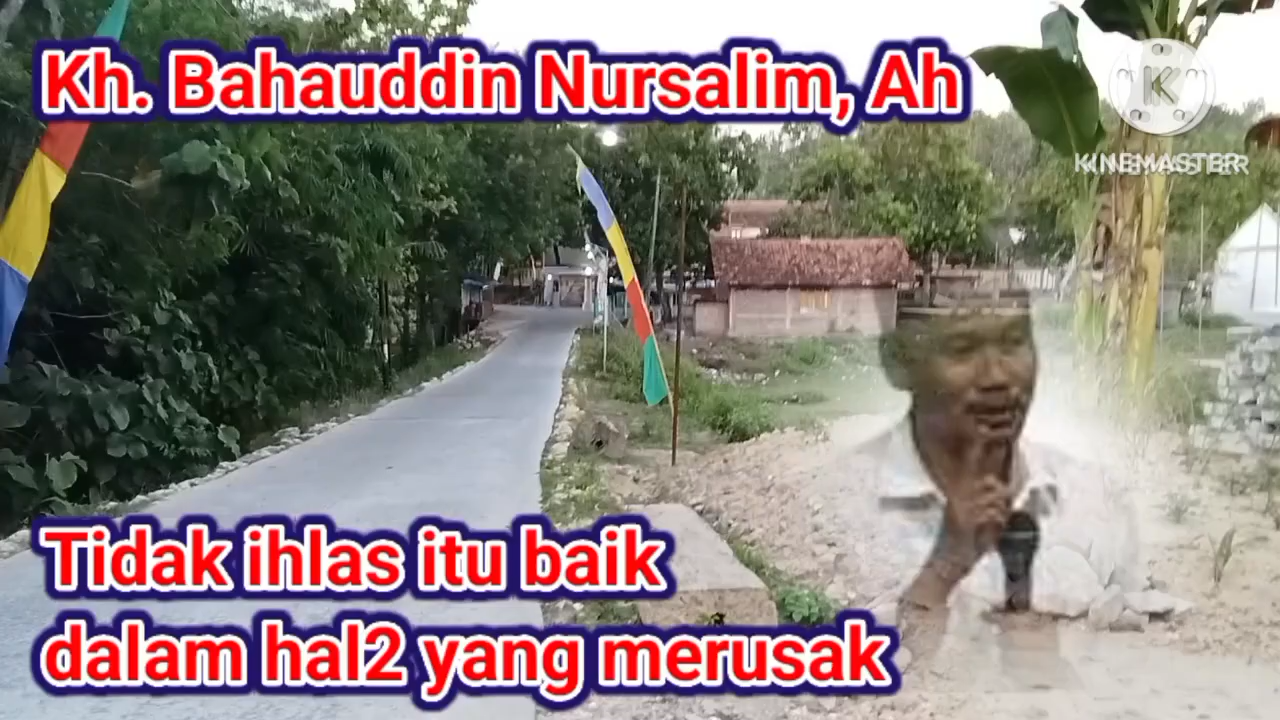 Kh. Bahauddin Nursalim, Ah
K
KINEMASTER
Tidak ihlas itu baik
dalam hal2 yang merusak